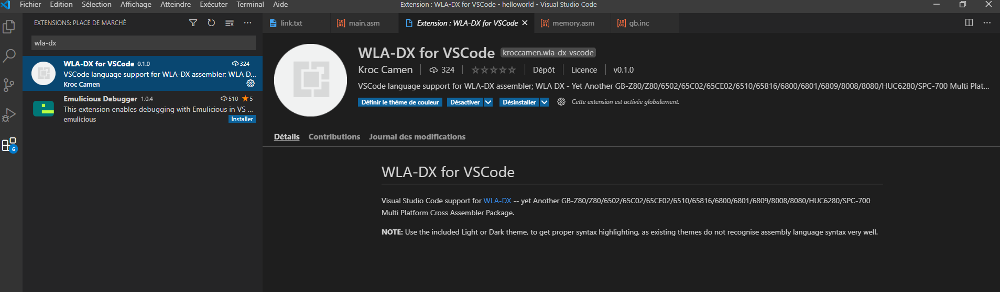 Fichier Edition Sélection Affichage Atteindre Exécuter Terminal Aide Extension : WLA-DX for VSCode - helloworld - Visual Studio Code
EXTENSIONS: PLACE DE MARCHÉ
wla-dx
WLA-DX for VSCode 0.1.0 324
VSCode language support for WLA-DX assembler; WLA D...
Kroc Camen
Emulicious Debugger 1.0.4 510 5
This extension enables debugging with Emulicious in VS ...
emulicious Installer
6
link.txt main.asm Extension : WLA-DX for VSCode memory.asm gb.inc
WLA-DX for VSCode kroccamen.wla-dx-vscode
Kroc Camen 324 Dépôt Licence v0.1.0
VSCode language support for WLA-DX assembler; WLA DX - Yet Another GB-Z80/Z80/6502/65C02/65CE02/6510/65816/6800/6801/6809/8008/8080/HUC6280/SPC-700 Multi Plat...
Définir le thème de couleur Désactiver Désinstaller Cette extension est activée globalement.
Détails Contributions Journal des modifications
WLA-DX for VSCode
Visual Studio Code support for WLA-DX -- yet Another GB-Z80/Z80/6502/65C02/65CE02/6510/65816/6800/6801/6809/8008/8080/HUC6280/SPC-700
Multi Platform Cross Assembler Package.
NOTE: Use the included Light or Dark theme, to get proper syntax highlighting, as existing themes do not recognise assembly language syntax very well.